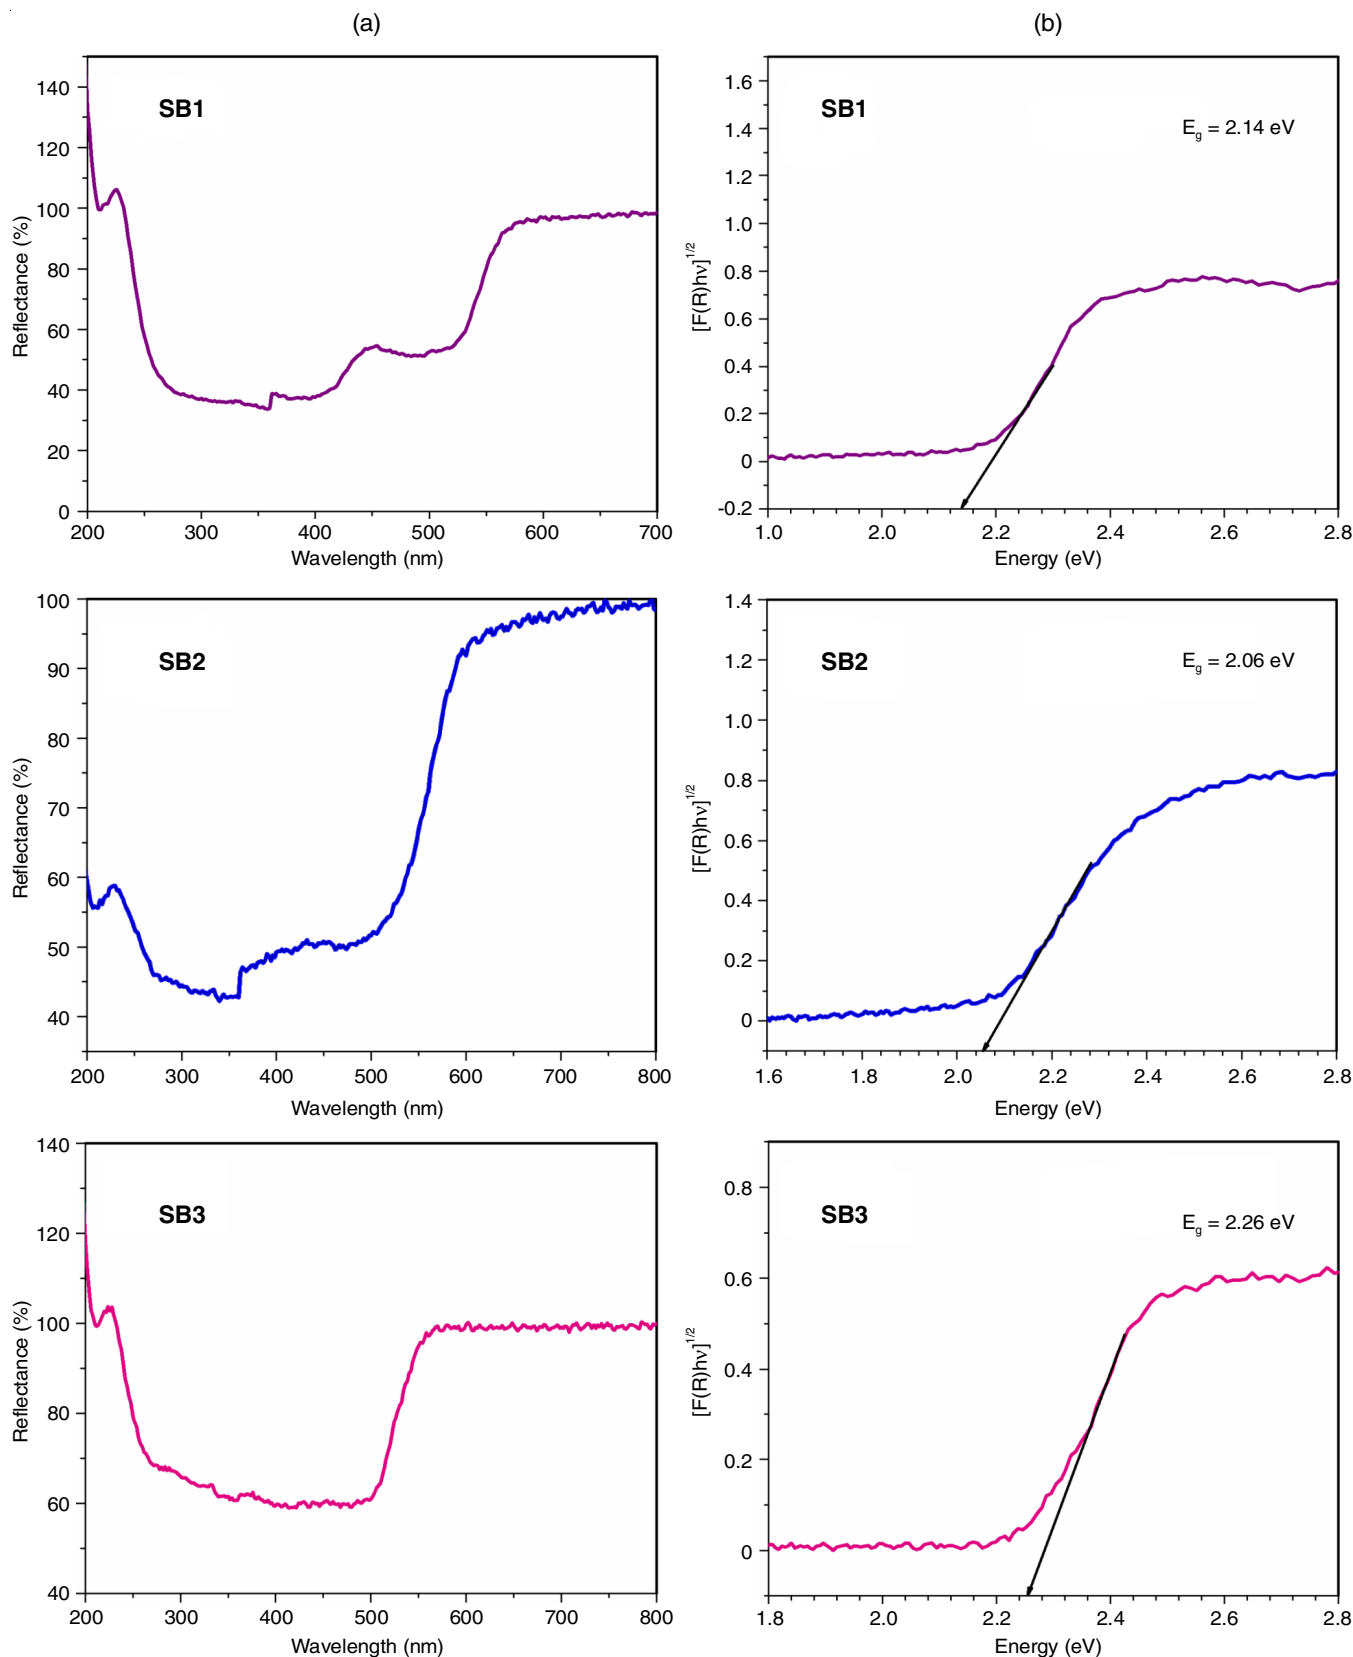 (a)
(b)
SB1
Reflectance (%)
140
120
100
80
60
40
20
0
200 300 400 500 600 700
Wavelength (nm)
SB1
E_g = 2.14 eV
[F(R)hν]^1/2
1.6
1.4
1.2
1.0
0.8
0.6
0.4
0.2
0
-0.2
1.0 2.0 2.2 2.4 2.6 2.8
Energy (eV)
SB2
Reflectance (%)
100
90
80
70
60
50
40
200 300 400 500 600 700 800
Wavelength (nm)
SB2
E_g = 2.06 eV
[F(R)hν]^1/2
1.4
1.2
1.0
0.8
0.6
0.4
0.2
0
1.6 1.8 2.0 2.2 2.4 2.6 2.8
Energy (eV)
SB3
Reflectance (%)
140
120
100
80
60
40
200 300 400 500 600 700 800
Wavelength (nm)
SB3
E_g = 2.26 eV
[F(R)hν]^1/2
0.8
0.6
0.4
0.2
0
1.8 2.0 2.2 2.4 2.6 2.8
Energy (eV)